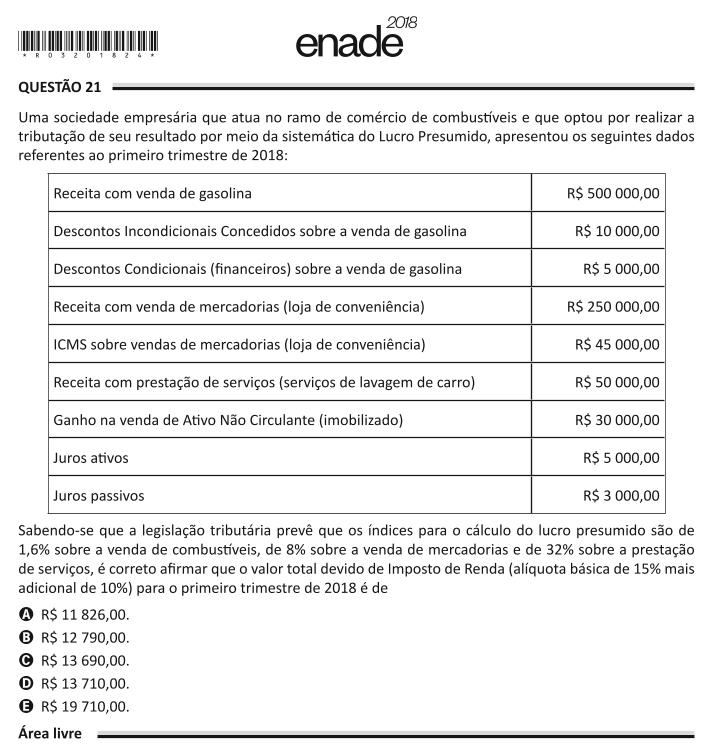 2018
enade
* R 0 3 2 0 1 8 2 4 *
QUESTÃO 21
Uma sociedade empresária que atua no ramo de comércio de combustíveis e que optou por realizar a
tributação de seu resultado por meio da sistemática do Lucro Presumido, apresentou os seguintes dados
referentes ao primeiro trimestre de 2018:
Receita com venda de gasolina R$ 500 000,00
Descontos Incondicionais Concedidos sobre a venda de gasolina R$ 10 000,00
Descontos Condicionais (financeiros) sobre a venda de gasolina R$ 5 000,00
Receita com venda de mercadorias (loja de conveniência) R$ 250 000,00
ICMS sobre vendas de mercadorias (loja de conveniência) R$ 45 000,00
Receita com prestação de serviços (serviços de lavagem de carro) R$ 50 000,00
Ganho na venda de Ativo Não Circulante (imobilizado) R$ 30 000,00
Juros ativos R$ 5 000,00
Juros passivos R$ 3 000,00
Sabendo-se que a legislação tributária prevê que os índices para o cálculo do lucro presumido são de
1,6% sobre a venda de combustíveis, de 8% sobre a venda de mercadorias e de 32% sobre a prestação
de serviços, é correto afirmar que o valor total devido de Imposto de Renda (alíquota básica de 15% mais
adicional de 10%) para o primeiro trimestre de 2018 é de
A R$ 11 826,00.
B R$ 12 790,00.
C R$ 13 690,00.
D R$ 13 710,00.
E R$ 19 710,00.
Área livre